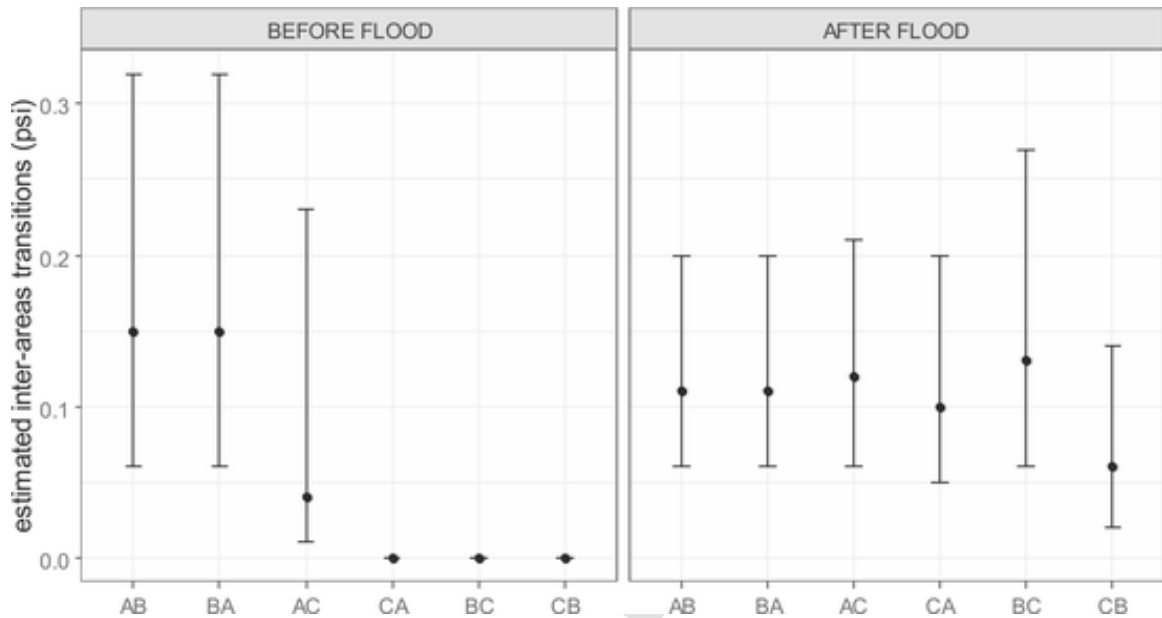 BEFORE FLOOD
AFTER FLOOD
estimated inter-areas transitions (psi)
0.3
0.2
0.1
0.0
AB BA AC CA BC CB
AB BA AC CA BC CB